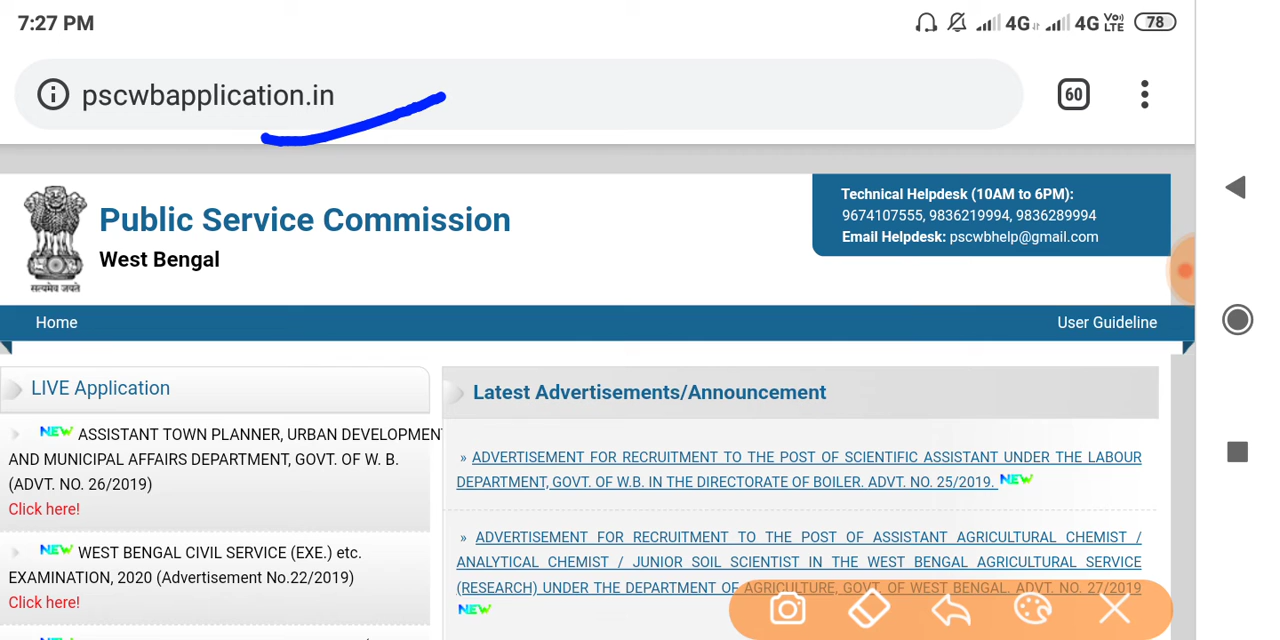 7:27 PM
4G 4G Vo) LTE 78
pscwbapplication.in
60
Public Service Commission
West Bengal
सत्यमेव जयते
Technical Helpdesk (10AM to 6PM):
9674107555, 9836219994, 9836289994
Email Helpdesk: pscwbhelp@gmail.com
Home
User Guideline
LIVE Application
NEW ASSISTANT TOWN PLANNER, URBAN DEVELOPMENT
AND MUNICIPAL AFFAIRS DEPARTMENT, GOVT. OF W. B.
(ADVT. NO. 26/2019)
Click here!
NEW WEST BENGAL CIVIL SERVICE (EXE.) etc.
EXAMINATION, 2020 (Advertisement No.22/2019)
Click here!
Latest Advertisements/Announcement
» ADVERTISEMENT FOR RECRUITMENT TO THE POST OF SCIENTIFIC ASSISTANT UNDER THE LABOUR
DEPARTMENT, GOVT. OF W.B. IN THE DIRECTORATE OF BOILER. ADVT. NO. 25/2019. NEW
» ADVERTISEMENT FOR RECRUITMENT TO THE POST OF ASSISTANT AGRICULTURAL CHEMIST /
ANALYTICAL CHEMIST / JUNIOR SOIL SCIENTIST IN THE WEST BENGAL AGRICULTURAL SERVICE
(RESEARCH) UNDER THE DEPARTMENT OF AGRICULTURE, GOVT. OF WEST BENGAL. ADVT. NO. 27/2019
NEW